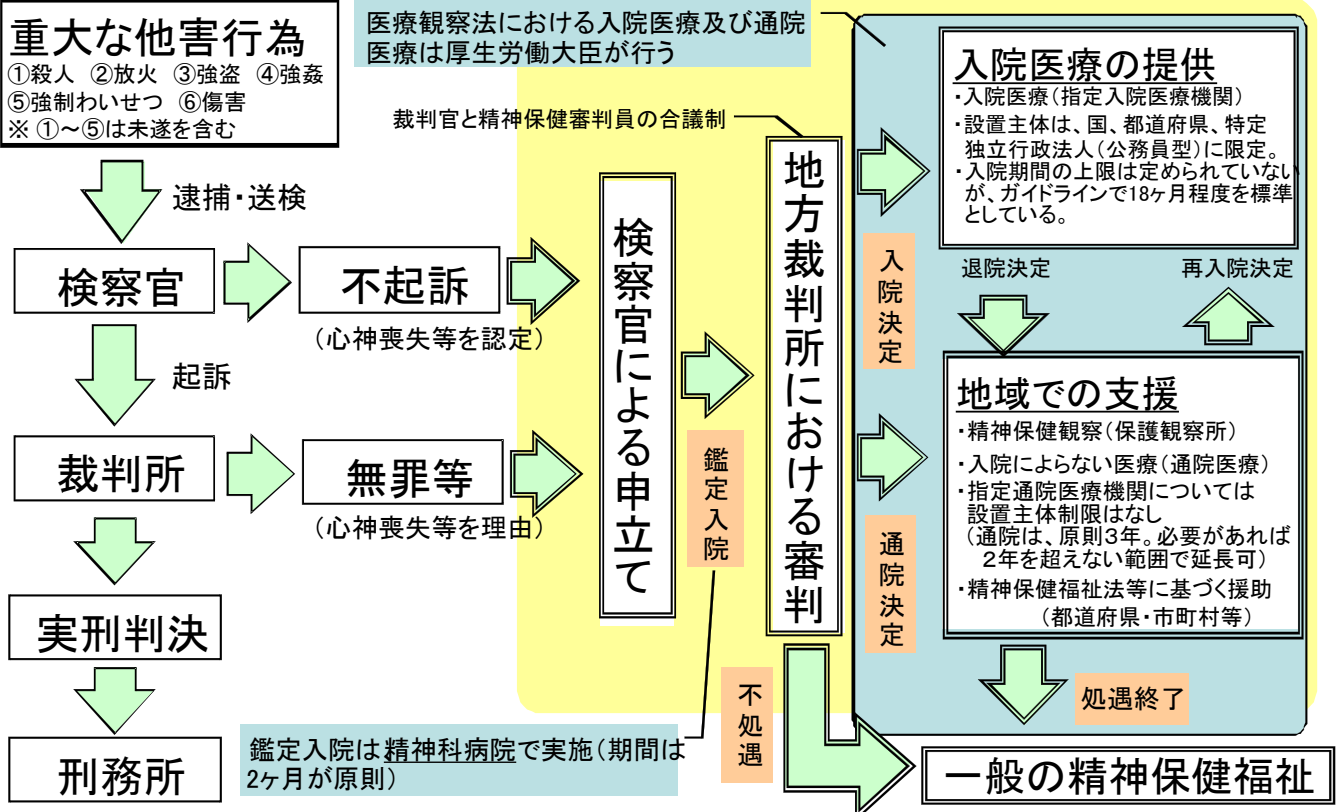 重大な他害行為
①殺人 ②放火 ③強盗 ④強姦
⑤強制わいせつ ⑥傷害
※ ①~⑤は未遂を含む
逮捕・送検
検察官
不起訴
(心神喪失等を認定)
起訴
裁判所
無罪等
(心神喪失等を理由)
実刑判決
刑務所
医療観察法における入院医療及び通院
医療は厚生労働大臣が行う
裁判官と精神保健審判員の合議制
検察官による申立て
鑑定入院
地方裁判所における審判
鑑定入院は精神科病院で実施(期間は
2ヶ月が原則)
入院決定
通院決定
不処遇
入院医療の提供
・入院医療(指定入院医療機関)
・設置主体は、国、都道府県、特定
独立行政法人(公務員型)に限定。
・入院期間の上限は定められていない
が、ガイドラインで18ヶ月程度を標準
としている。
退院決定
再入院決定
地域での支援
・精神保健観察(保護観察所)
・入院によらない医療(通院医療)
・指定通院医療機関については
設置主体制限はなし
(通院は、原則3年。必要があれば
2年を超えない範囲で延長可)
・精神保健福祉法等に基づく援助
(都道府県・市町村等)
処遇終了
一般の精神保健福祉